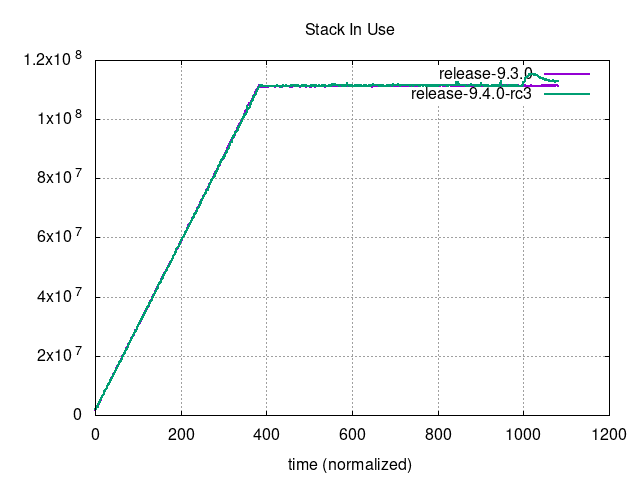 Stack In Use
1.2x10 8
1x10 8
8x10 7
6x10 7
4x10 7
2x10 7
0
release-9.3.0
release-9.4.0-rc3
0 200 400 600 800 1000 1200
time (normalized)